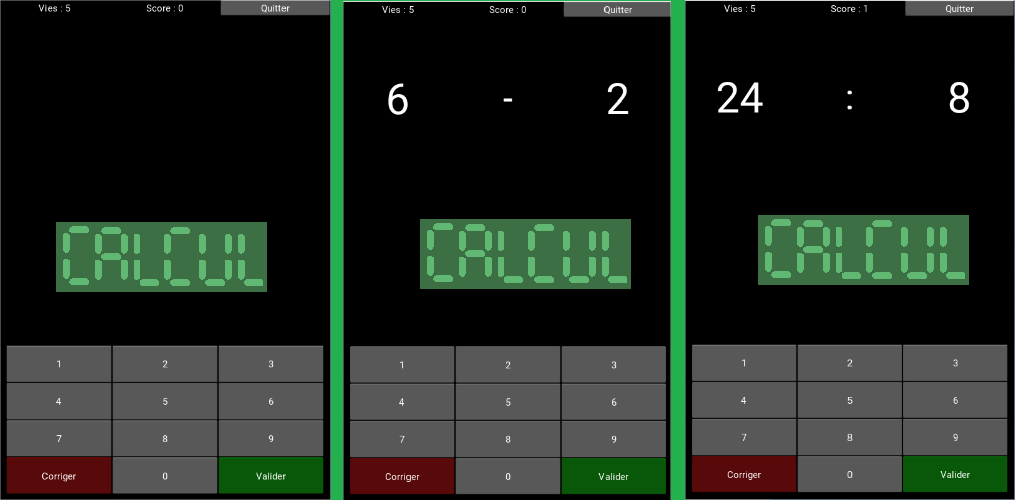 Vies : 5 Score : 0 Quitter
CALCUL
1 2 3
4 5 6
7 8 9
Corriger 0 Valider
Vies : 5 Score : 0 Quitter
6 - 2
CALCUL
1 2 3
4 5 6
7 8 9
Corriger 0 Valider
Vies : 5 Score : 1 Quitter
24 : 8
CALCUL
1 2 3
4 5 6
7 8 9
Corriger 0 Valider